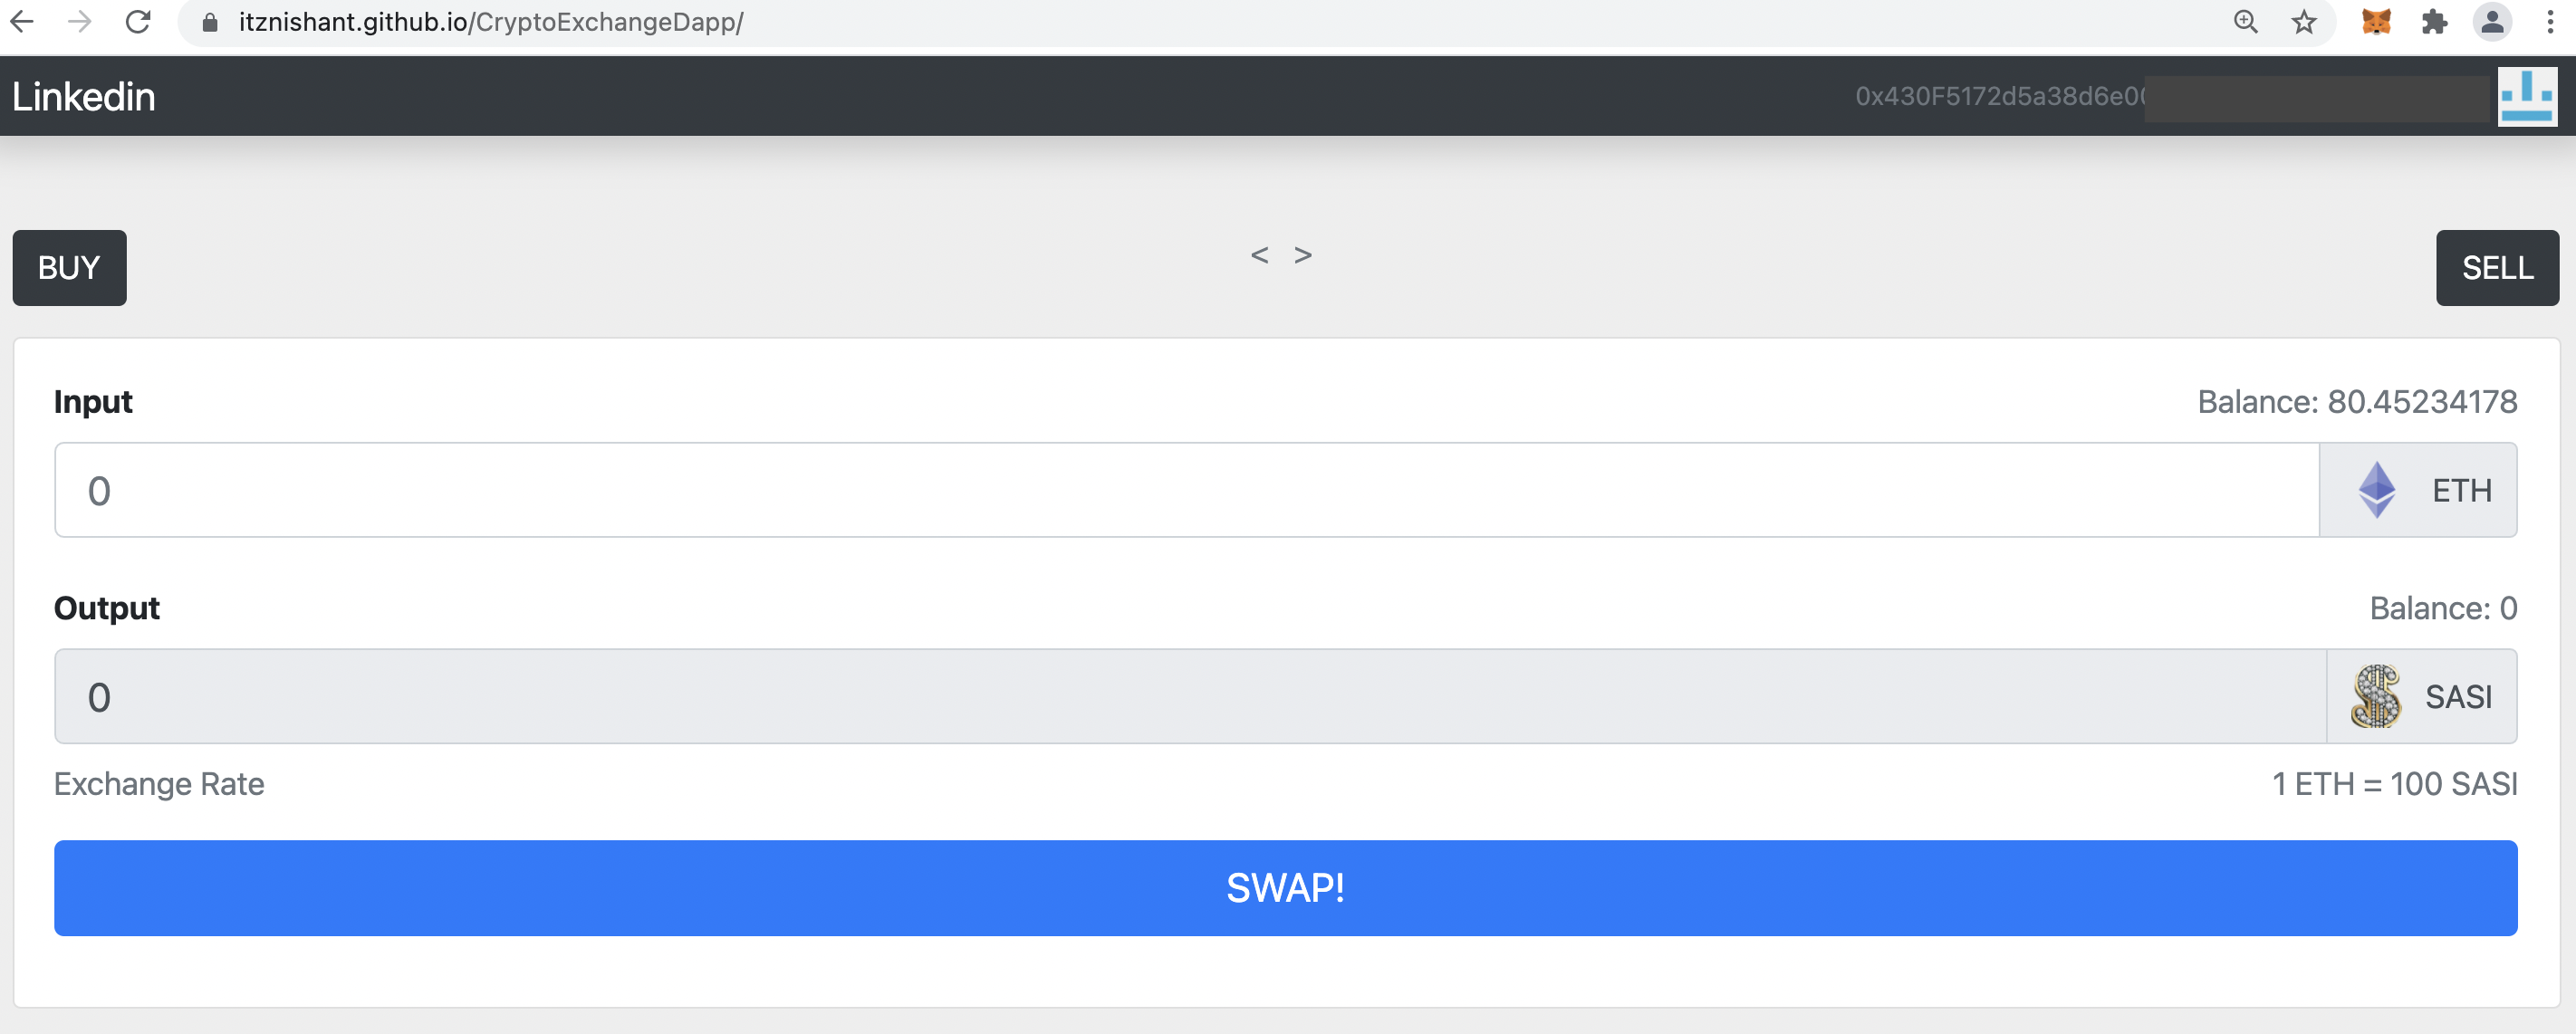 itznishant.github.io/CryptoExchangeDapp/
Linkedin 0x430F5172d5a38d6e0
BUY < > SELL
Input Balance: 80.45234178
0 ETH
Output Balance: 0
0 SASI
Exchange Rate 1 ETH = 100 SASI
SWAP!